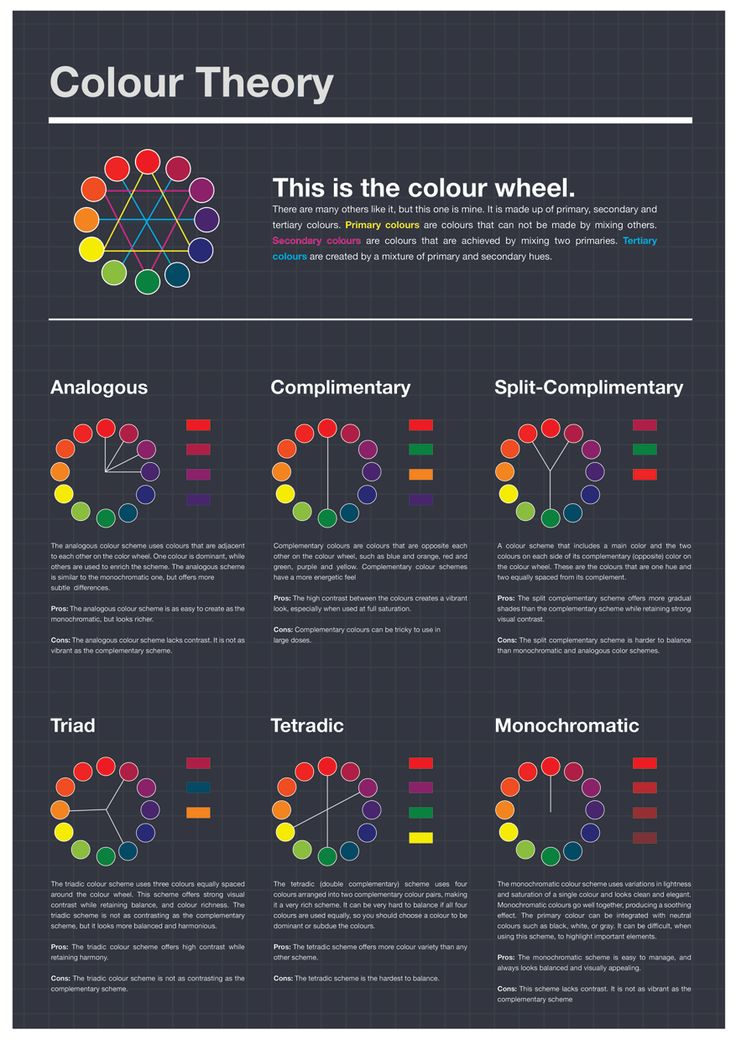 Colour Theory
This is the colour wheel.
There are many others like it, but this one is mine. It is made up of primary, secondary and
tertiary colours. Primary colours are colours that can not be made by mixing others.
Secondary colours are colours that are achieved by mixing two primaries. Tertiary
colours are created by a mixture of primary and secondary hues.
Analogous
The analogous colour scheme uses colours that are adjacent
to each other on the color wheel. One colour is dominant, while
others are used to enrich the scheme. The analogous scheme
is similar to the monochromatic one, but offers more
subtle differences.
Pros: The analogous colour scheme is as easy to create as the
monochromatic, but looks richer.
Cons: The analogous colour scheme lacks contrast. It is not as
vibrant as the complementary scheme.
Complimentary
Complementary colours are colours that are opposite each
other on the colour wheel, such as blue and orange, red and
green, purple and yellow. Complementary colour schemes
have a more energetic feel
Pros: The high contrast between the colours creates a vibrant
look, especially when used at full saturation.
Cons: Complementary colours can be tricky to use in
large doses.
Split-Complimentary
A colour scheme that includes a main color and the two
colours on each side of its complementary (opposite) color on
the colour wheel. These are the colours that are one hue and
two equally spaced from its complement.
Pros: The split complementary scheme offers more gradual
shades than the complementary scheme while retaining strong
visual contrast.
Cons: The split complementary scheme is harder to balance
than monochromatic and analogous color schemes.
Triad
The triadic colour scheme uses three colours equally spaced
around the colour wheel. This scheme offers strong visual
contrast while retaining balance, and colour richness. The
triadic scheme is not as contrasting as the complementary
scheme, but it looks more balanced and harmonious.
Pros: The triadic colour scheme offers high contrast while
retaining harmony.
Cons: The triadic colour scheme is not as contrasting as the
complementary scheme.
Tetradic
The tetradic (double complementary) scheme uses four
colours arranged into two complementary colour pairs, making
it a very rich scheme. It can be very hard to balance if all four
colours are used equally, so you should choose a colour to be
dominant or subdue the colours.
Pros: The tetradic scheme offers more colour variety than any
other scheme.
Cons: The tetradic scheme is the hardest to balance.
Monochromatic
The monochromatic colour scheme uses variations in lightness
and saturation of a single colour and looks clean and elegant.
Monochromatic colours go well together, producing a soothing
effect. The primary colour can be integrated with neutral
colours such as black, white, or gray. It can be difficult, when
using this scheme, to highlight important elements.
Pros: The monochromatic scheme is easy to manage, and
always looks balanced and visually appealing.
Cons: This scheme lacks contrast. It is not as vibrant as the
complementary scheme